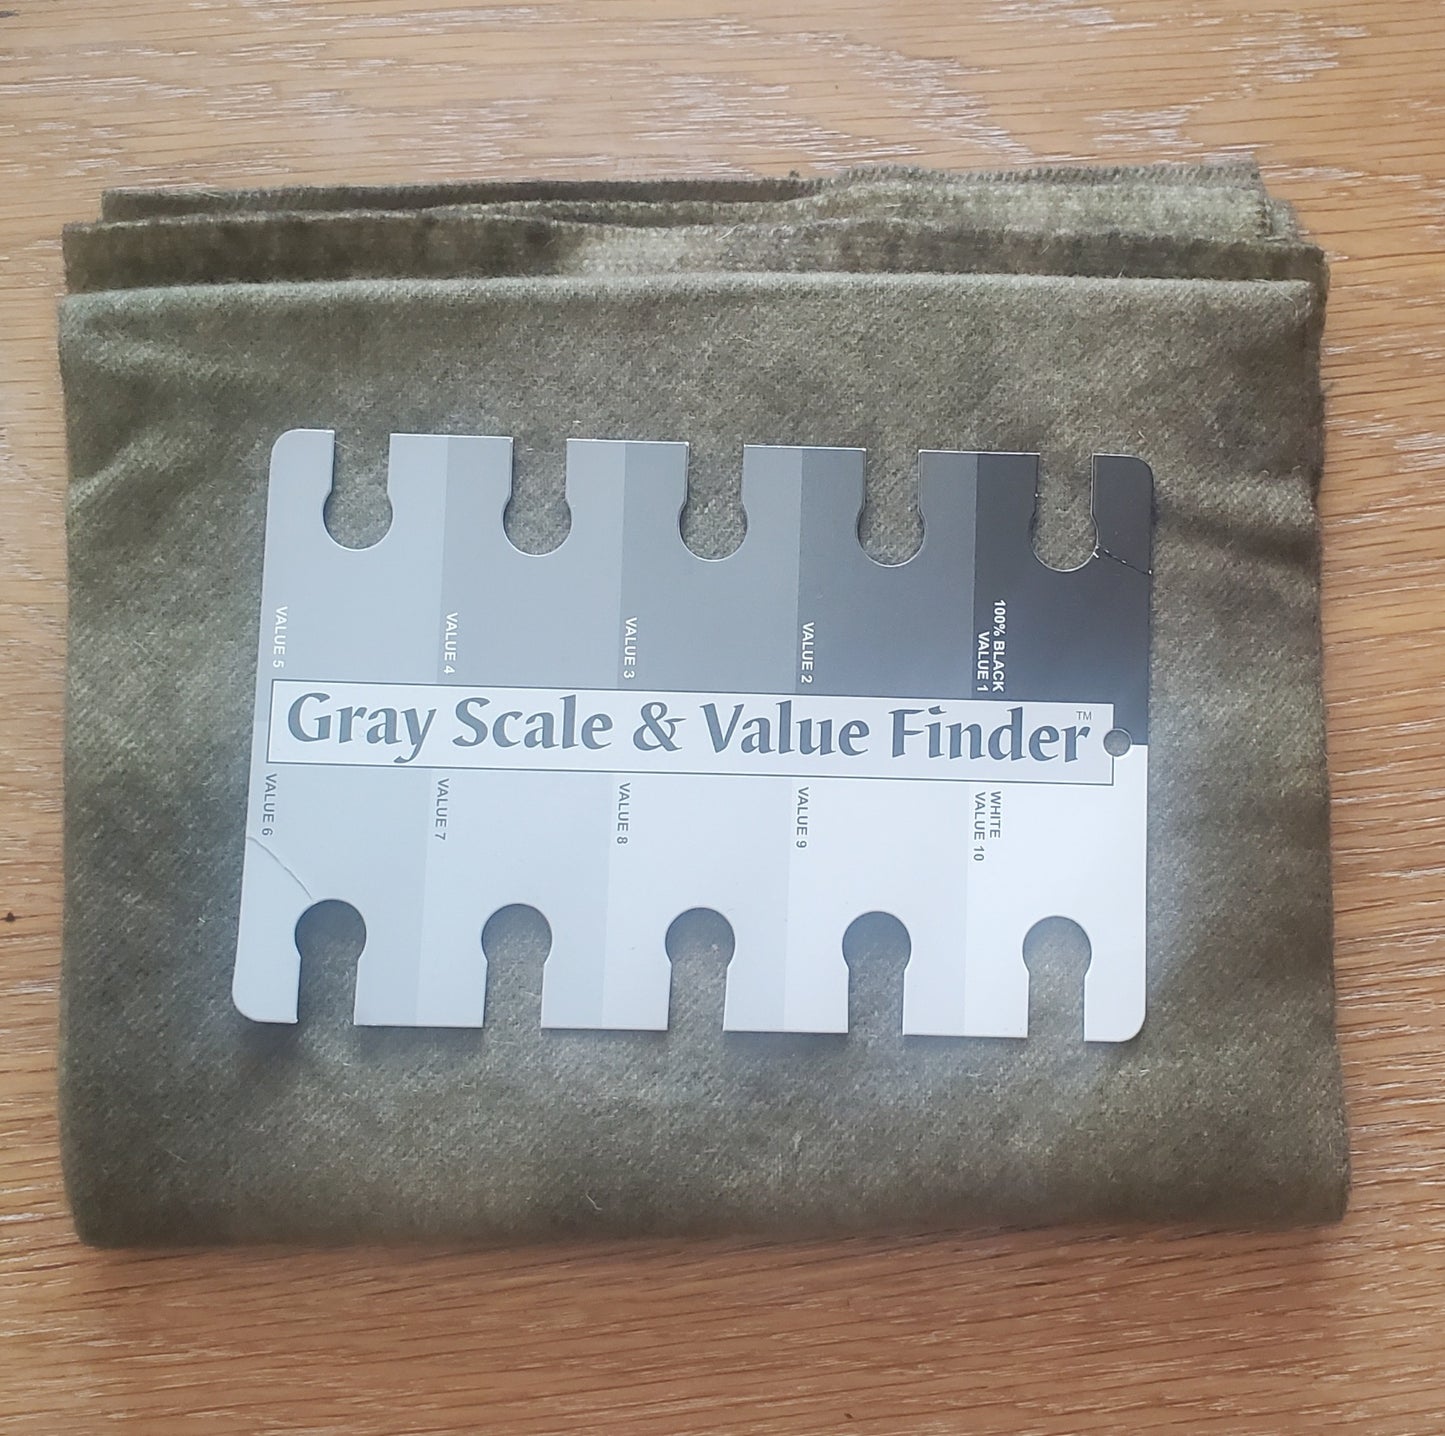 VALUE 5
VALUE 4
VALUE 3
VALUE 2
100% BLACK
VALUE 1
Gray Scale & Value Finder™
VALUE 6
VALUE 7
VALUE 8
VALUE 9
WHITE
VALUE 10